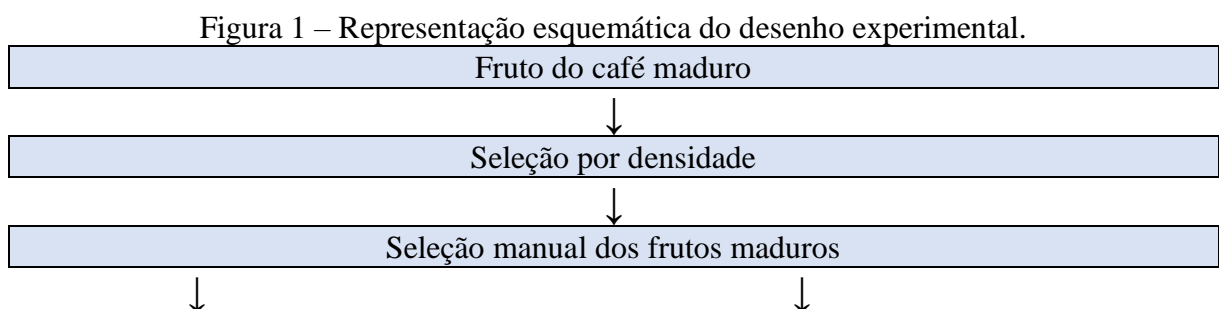 Figura 1 – Representação esquemática do desenho experimental.
Fruto do café maduro
Seleção por densidade
Seleção manual dos frutos maduros